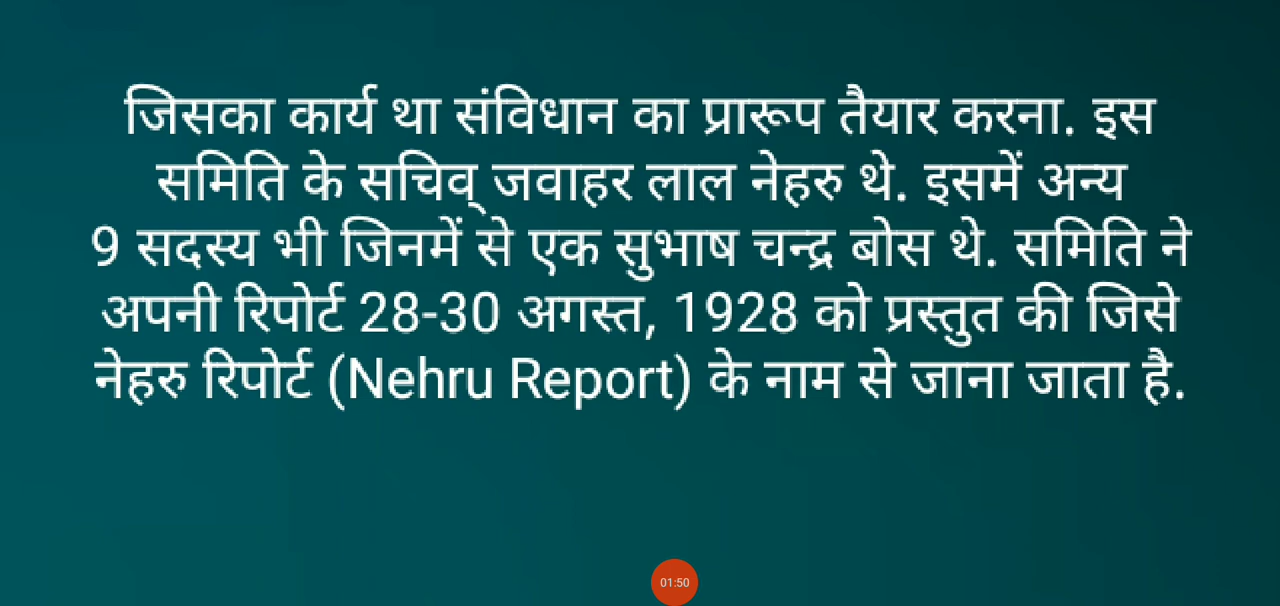 जिसका कार्य था संविधान का प्रारूप तैयार करना. इस
समिति के सचिव् जवाहर लाल नेहरु थे. इसमें अन्य
9 सदस्य भी जिनमें से एक सुभाष चन्द्र बोस थे. समिति ने
अपनी रिपोर्ट 28-30 अगस्त, 1928 को प्रस्तुत की जिसे
नेहरु रिपोर्ट (Nehru Report) के नाम से जाना जाता है.
01:50